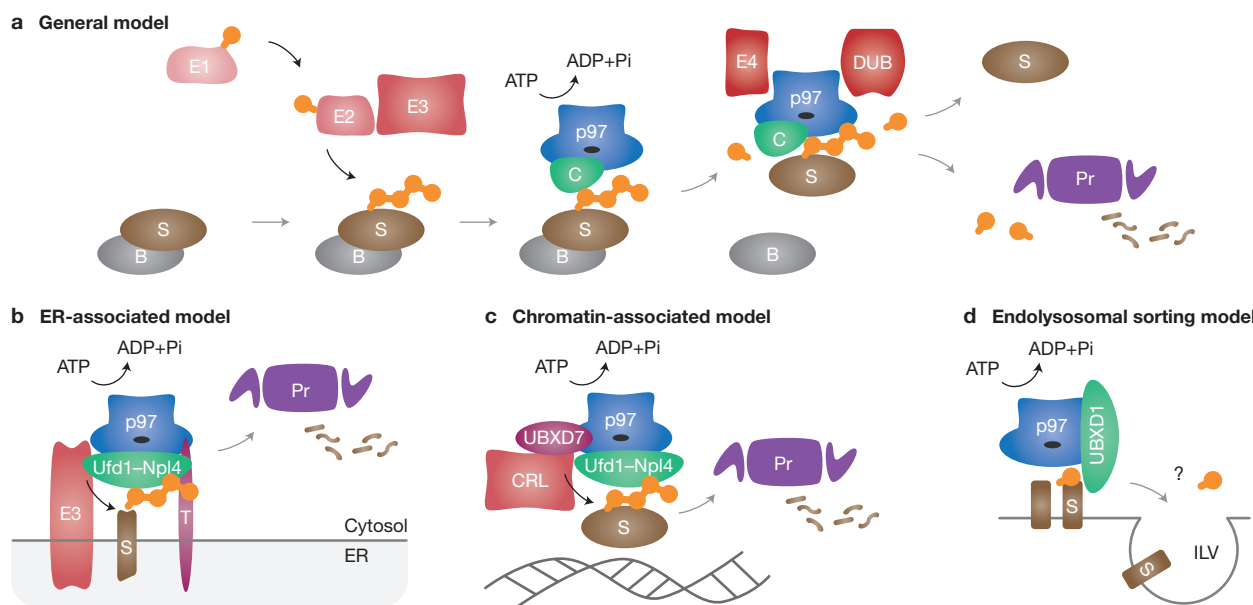 a General model
E1
E2
E3
S
B
S
B
ATP
ADP+Pi
p97
C
S
B
E4
DUB
p97
C
S
B
S
Pr
b ER-associated model
ATP
ADP+Pi
p97
Ufd1–Npl4
E3
S
T
Pr
Cytosol
ER
c Chromatin-associated model
ATP
ADP+Pi
p97
UBXD7
Ufd1–Npl4
CRL
S
Pr
d Endolysosomal sorting model
ATP
ADP+Pi
p97
UBXD1
S
?
ILV
S